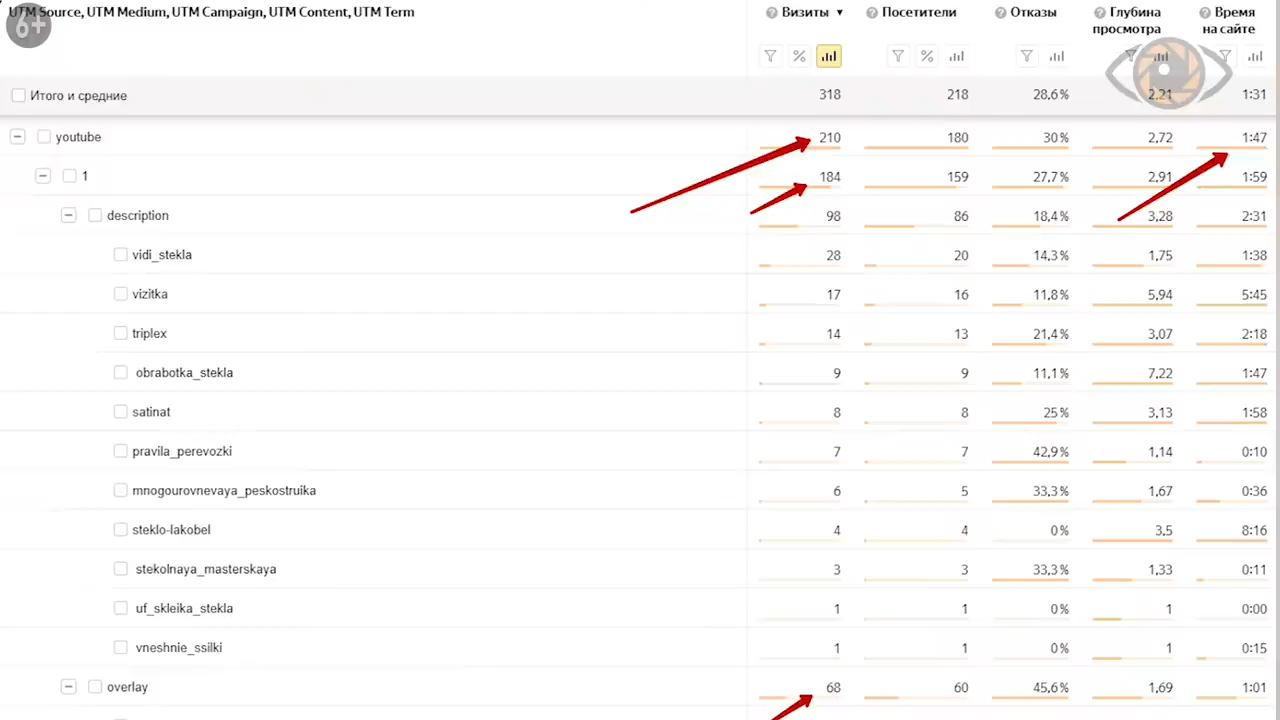 UTM Source, UTM Medium, UTM Campaign, UTM Content, UTM Term
6+
Визиты ▼ Посетители Отказы Глубина просмотра Время на сайте
%  %
Итого и средние 318 218 28,6% 2,21 1:31
youtube 210 180 30% 2,72 1:47
1 184 159 27,7% 2,91 1:59
description 98 86 18,4% 3,28 2:31
vidi_stekla 28 20 14,3% 1,75 1:38
vizitka 17 16 11,8% 5,94 5:45
triplex 14 13 21,4% 3,07 2:18
obrabotka_stekla 9 9 11,1% 7,22 1:47
satinat 8 8 25% 3,13 1:58
pravila_perevozki 7 7 42,9% 1,14 0:10
mnogourovnevaya_peskostruika 6 5 33,3% 1,67 0:36
steklo-lakobel 4 4 0% 3,5 8:16
stekolnaya_masterskaya 3 3 33,3% 1,33 0:11
uf_skleika_stekla 1 1 0% 1 0:00
vneshnie_ssilki 1 1 0% 1 0:15
overlay 68 60 45,6% 1,69 1:01